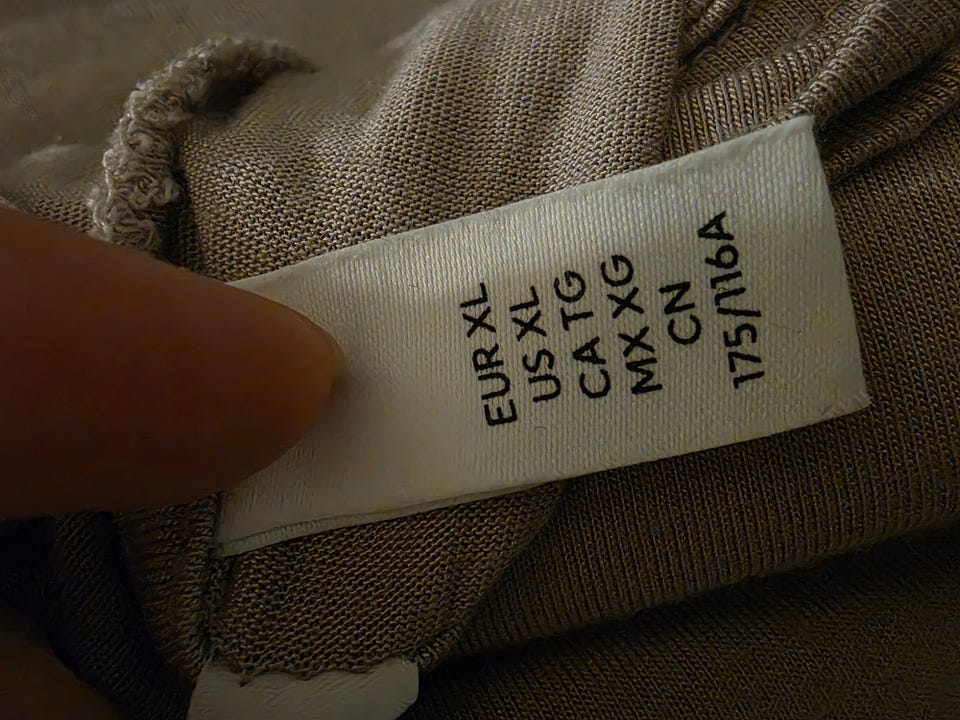 EUR XL
US XL
CA TG
MX XG
CN
175/116A